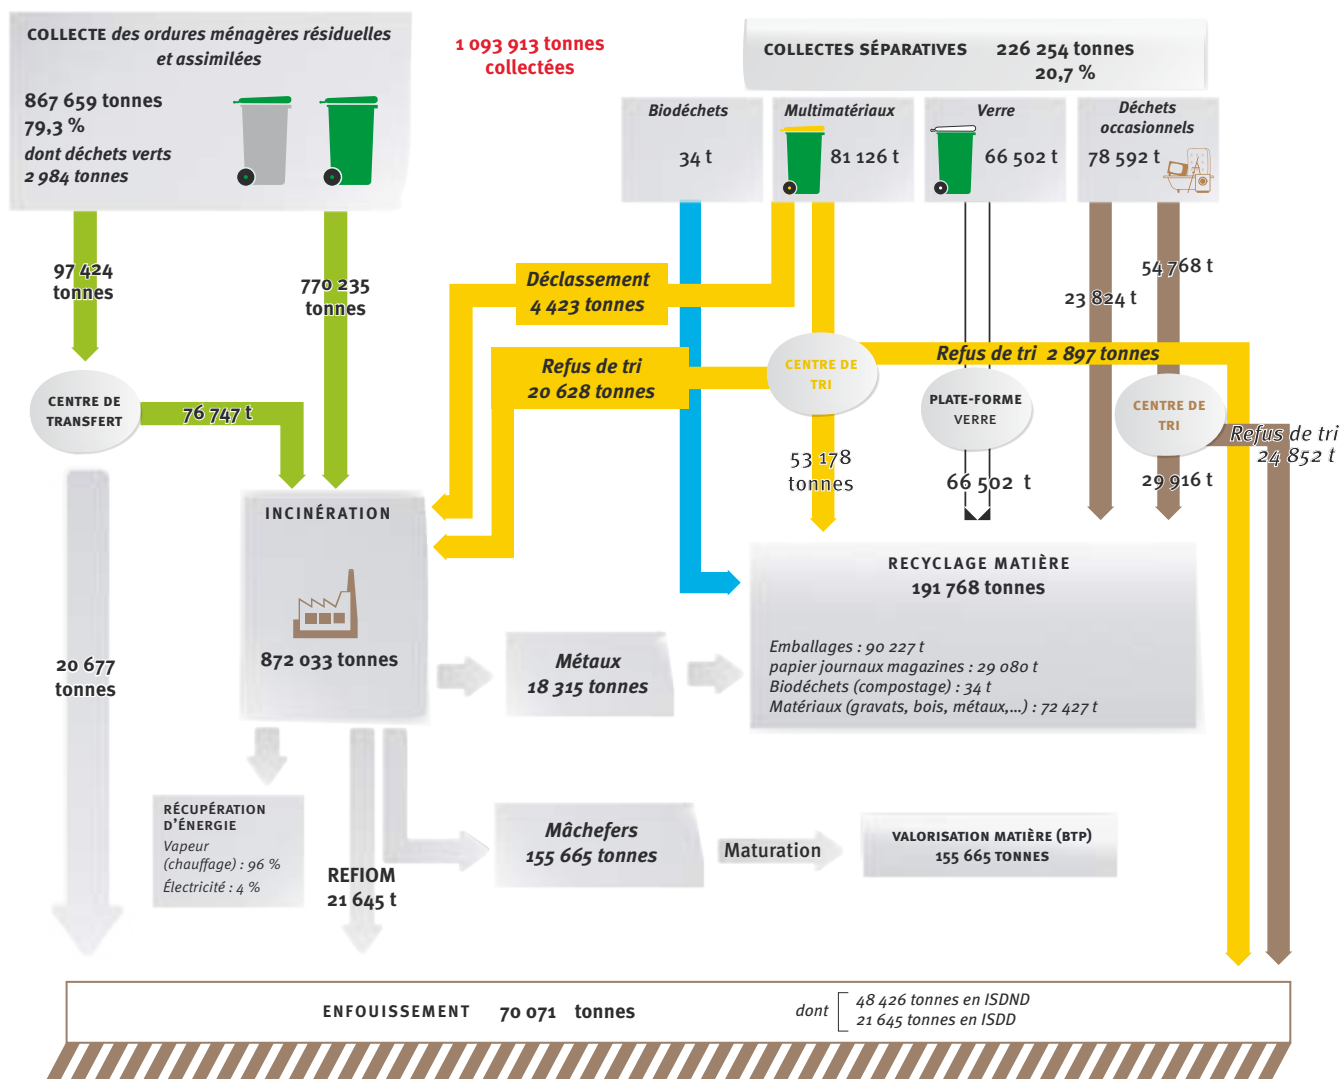 COLLECTE des ordures ménagères résiduelles
et assimilées
867 659 tonnes
79,3 %
dont déchets verts
2 984 tonnes
1 093 913 tonnes
collectées
COLLECTES SÉPARATIVES 226 254 tonnes
20,7 %
Biodéchets
34 t
Multimatériaux
81 126 t
Verre
66 502 t
Déchets
occasionnels
78 592 t
97 424
tonnes
770 235
tonnes
Déclassement
4 423 tonnes
54 768 t
23 824 t
Refus de tri
20 628 tonnes
CENTRE DE
TRI
Refus de tri 2 897 tonnes
CENTRE DE
TRANSFERT
76 747 t
PLATE-FORME
VERRE
CENTRE DE
TRI
Refus de tri
24 852 t
53 178
tonnes
66 502 t
29 916 t
INCINÉRATION
872 033 tonnes
RECYCLAGE MATIÈRE
191 768 tonnes
Emballages : 90 227 t
papier journaux magazines : 29 080 t
Biodéchets (compostage) : 34 t
Matériaux (gravats, bois, métaux,...) : 72 427 t
20 677
tonnes
Métaux
18 315 tonnes
RÉCUPÉRATION
D'ÉNERGIE
Vapeur
(chauffage) : 96 %
Électricité : 4 %
REFIOM
21 645 t
Mâchefers
155 665 tonnes
Maturation
VALORISATION MATIÈRE (BTP)
155 665 TONNES
ENFOUISSEMENT 70 071 tonnes
dont
48 426 tonnes en ISDND
21 645 tonnes en ISDD